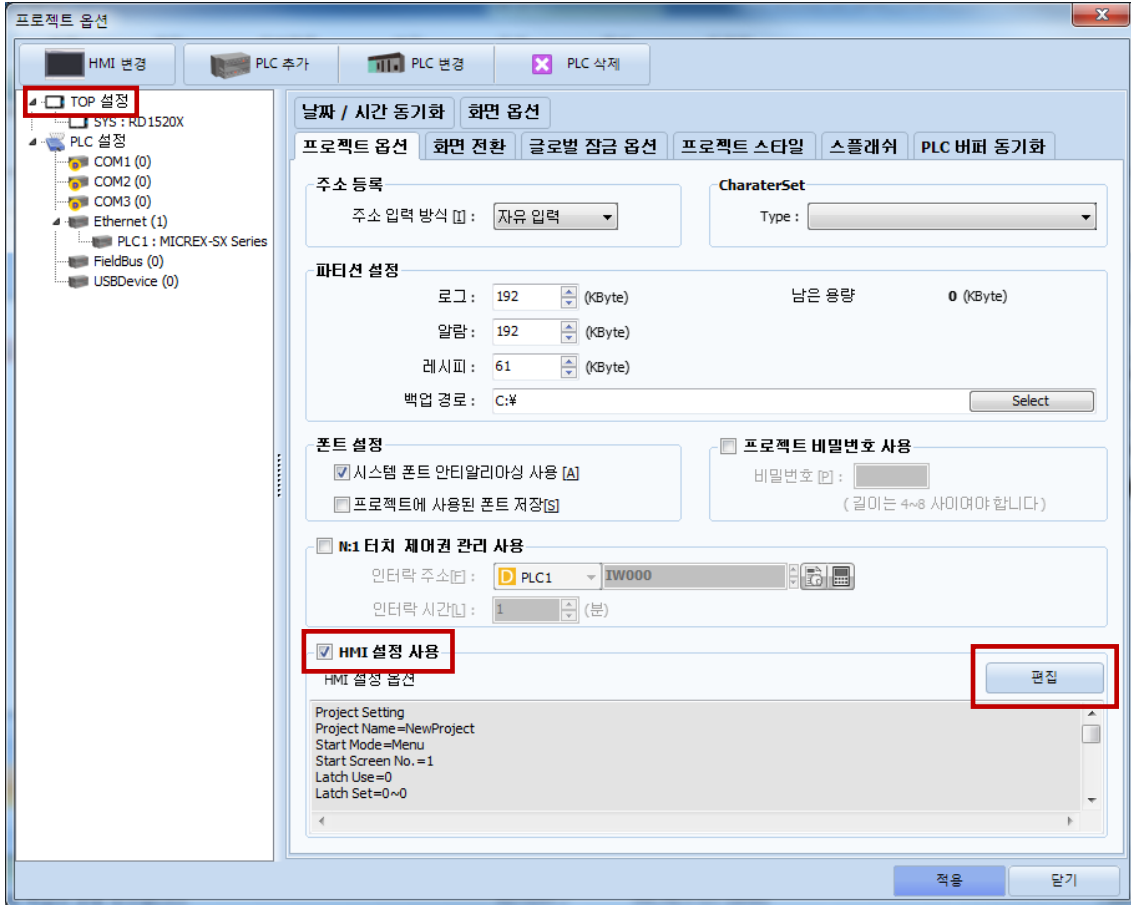 프로젝트 옵션
HMI 변경
PLC 추가
PLC 변경
PLC 삭제
TOP 설정
SYS : RD1520X
PLC 설정
COM1 (0)
COM2 (0)
COM3 (0)
Ethernet (1)
PLC1 : MICREX-SX Series
FieldBus (0)
USBDevice (0)
날짜 / 시간 동기화
화면 옵션
프로젝트 옵션
화면 전환
글로벌 잠금 옵션
프로젝트 스타일
스플래쉬
PLC 버퍼 동기화
주소 등록
주소 입력 방식 [I] : 자유 입력
CharaterSet
Type :
파티션 설정
로그 : 192 (KByte) 남은 용량 0 (KByte)
알람 : 192 (KByte)
레시피 : 61 (KByte)
백업 경로 : C:￦ Select
폰트 설정
시스템 폰트 안티알리아싱 사용 [A]
프로젝트에 사용된 폰트 저장[S]
프로젝트 비밀번호 사용
비밀번호 [P] :
( 길이는 4~8 사이여야 합니다 )
N:1 터치 제어권 관리 사용
인터락 주소[F] : D PLC1 IW000
인터락 시간[L] : 1 (분)
HMI 설정 사용
HMI 설정 옵션
편집
Project Setting
Project Name=NewProject
Start Mode=Menu
Start Screen No.=1
Latch Use=0
Latch Set=0~0
적용
닫기